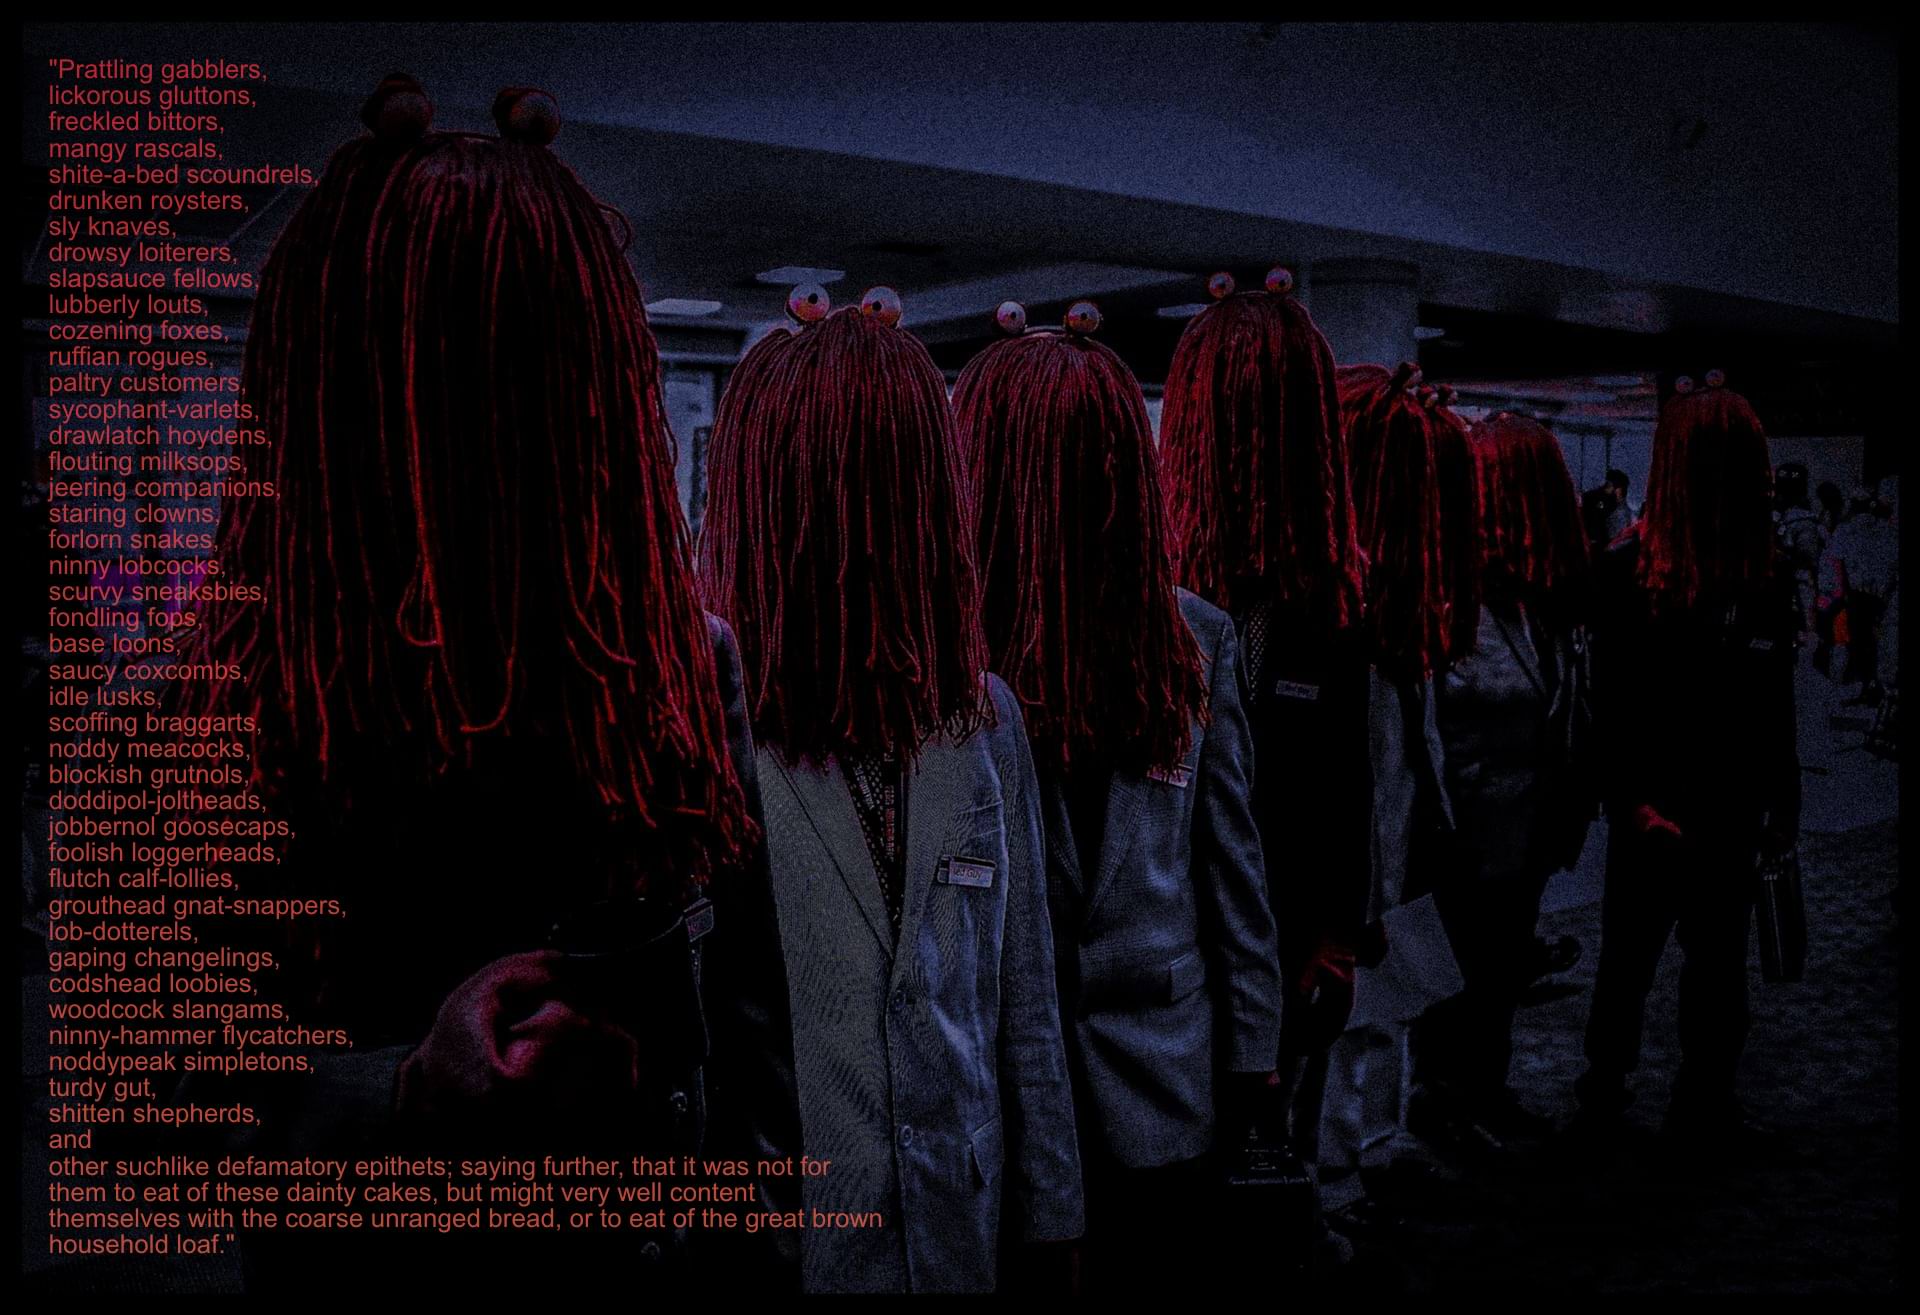 "Prattling gabblers,
lickorous gluttons,
freckled bittors,
mangy rascals,
shite-a-bed scoundrels,
drunken roysters,
sly knaves,
drowsy loiterers,
slapsauce fellows,
lubberly louts,
cozening foxes,
ruffian rogues,
paltry customers,
sycophant-varlets,
drawlatch hoydens,
flouting milksops,
jeering companions,
staring clowns,
forlorn snakes,
ninny lobcocks,
scurvy sneaksbies,
fondling fops,
base loons,
saucy coxcombs,
idle lusks,
scoffing braggarts,
noddy meacocks,
blockish grutnols,
doddipol-joltheads,
jobbernol goosecaps,
foolish loggerheads,
flutch calf-lollies,
grouthead gnat-snappers,
lob-dotterels,
gaping changelings,
codshead loobies,
woodcock slangams,
ninny-hammer flycatchers,
noddypeak simpletons,
turdy gut,
shitten shepherds,
and
other suchlike defamatory epithets; saying further, that it was not for
them to eat of these dainty cakes, but might very well content
themselves with the coarse unranged bread, or to eat of the great brown
household loaf."